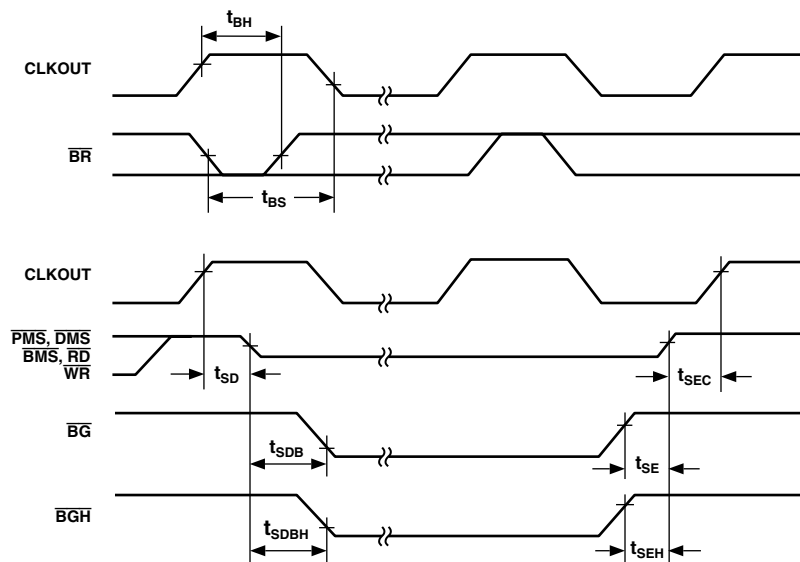 tBH
CLKOUT
BR
tBS
CLKOUT
PMS, DMS
BMS, RD
WR
tSD
tSEC
BG
tSDB
tSE
BGH
tSDBH
tSEH